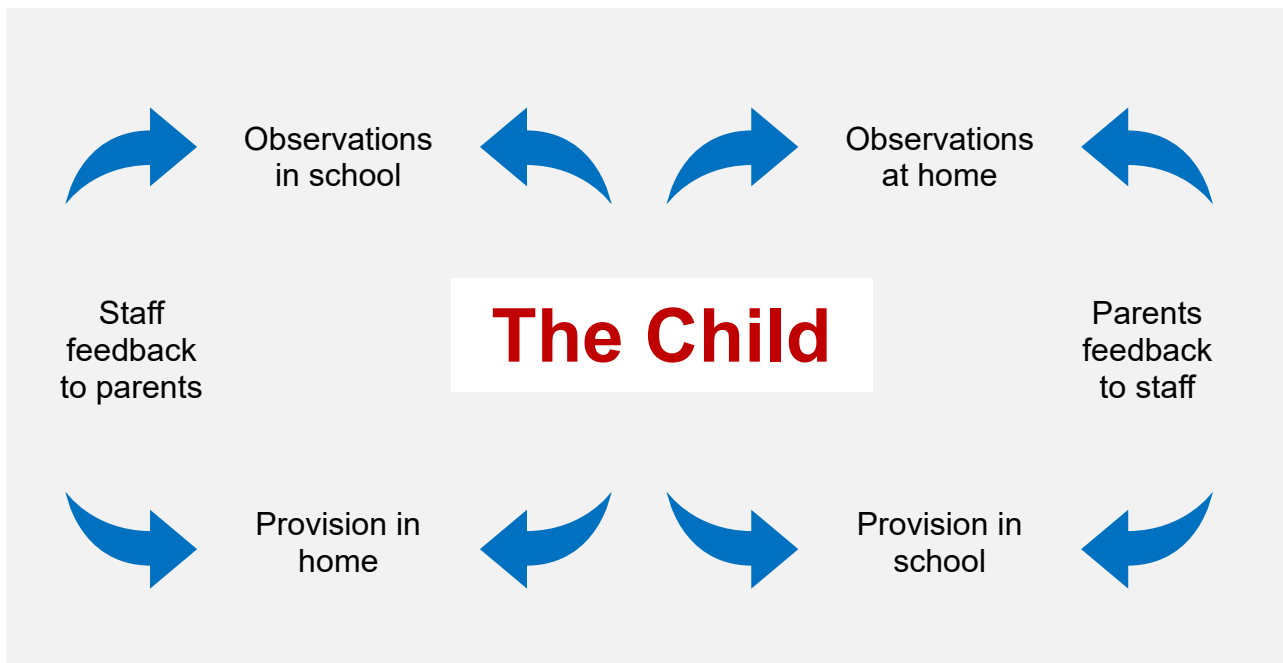 Observations
in school
Observations
at home
Staff
feedback
to parents
The Child
Parents
feedback
to staff
Provision in
home
Provision in
school